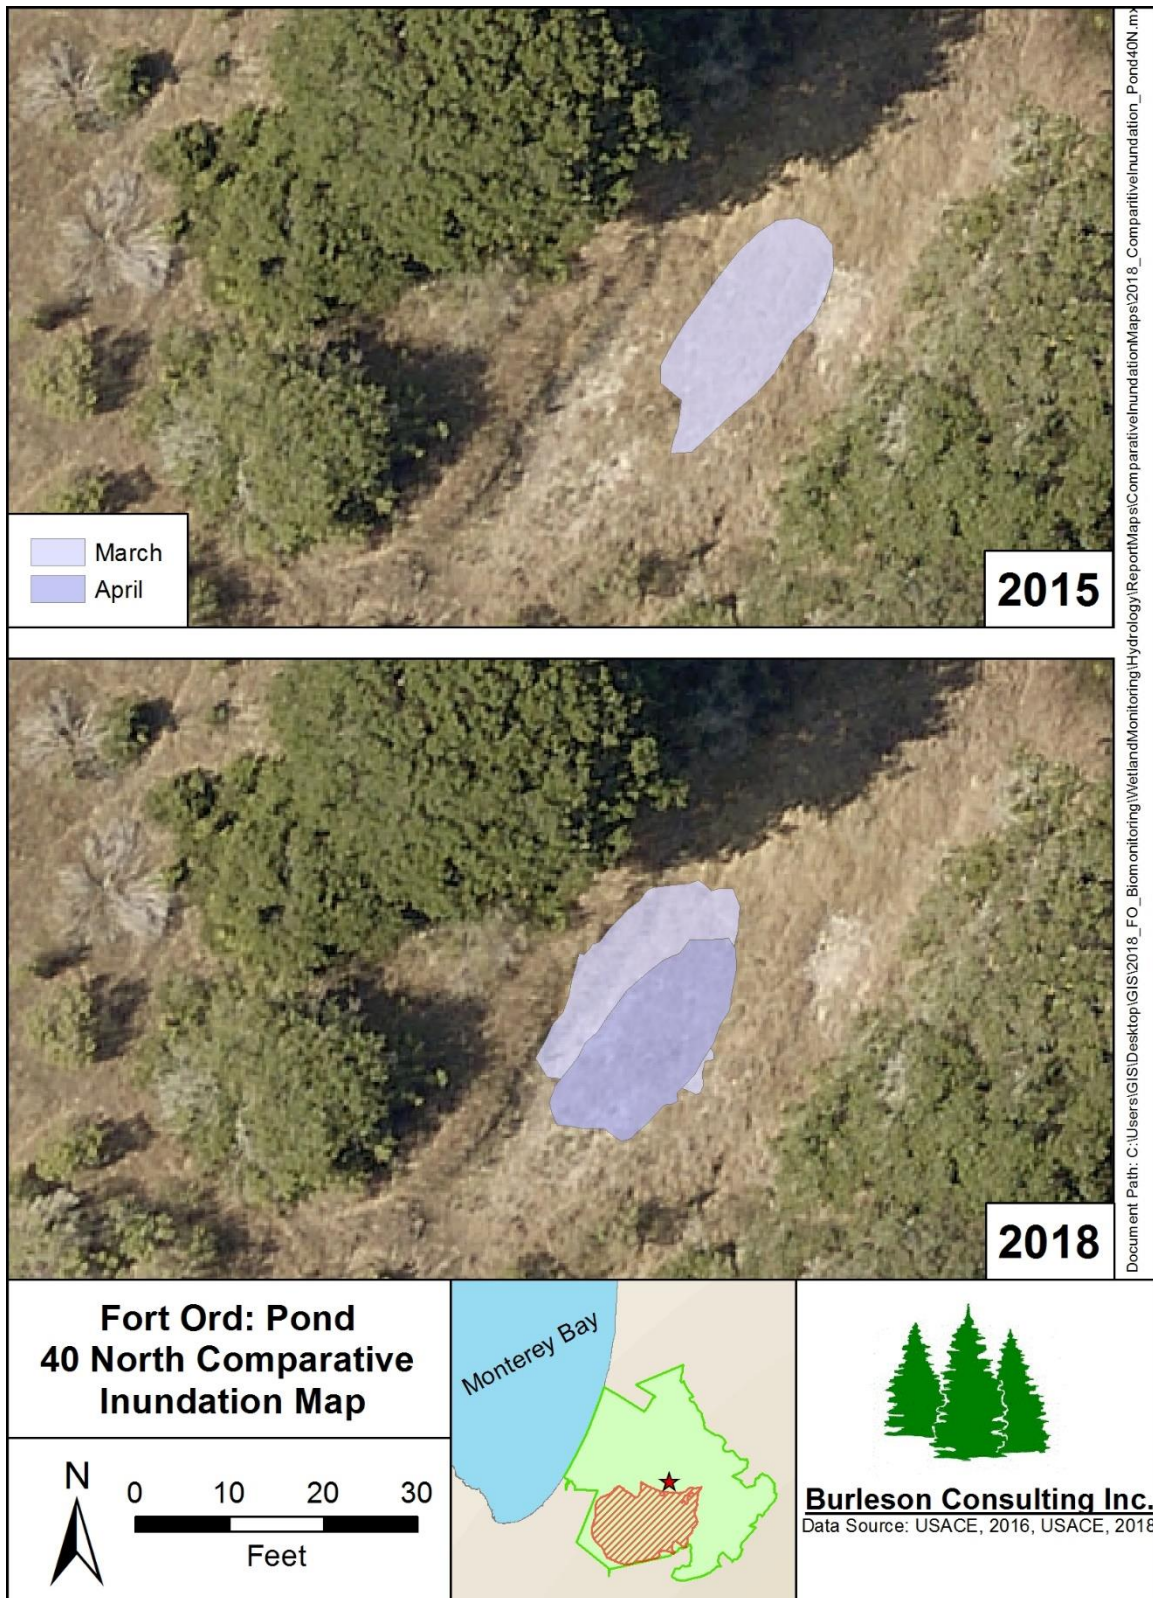 March
April
2015
2018
Document Path: C:\Users\GIS\Desktop\GIS\2018_FO_Biomonitoring\WetlandMonitoring\Hydrology\ReportMaps\ComparativeInundationMaps\2018_ComparitiveInundation_Pond40N.mx
Fort Ord: Pond
40 North Comparative
Inundation Map
N
0 10 20 30
Feet
Monterey Bay
Burleson Consulting Inc.
Data Source: USACE, 2016, USACE, 2018